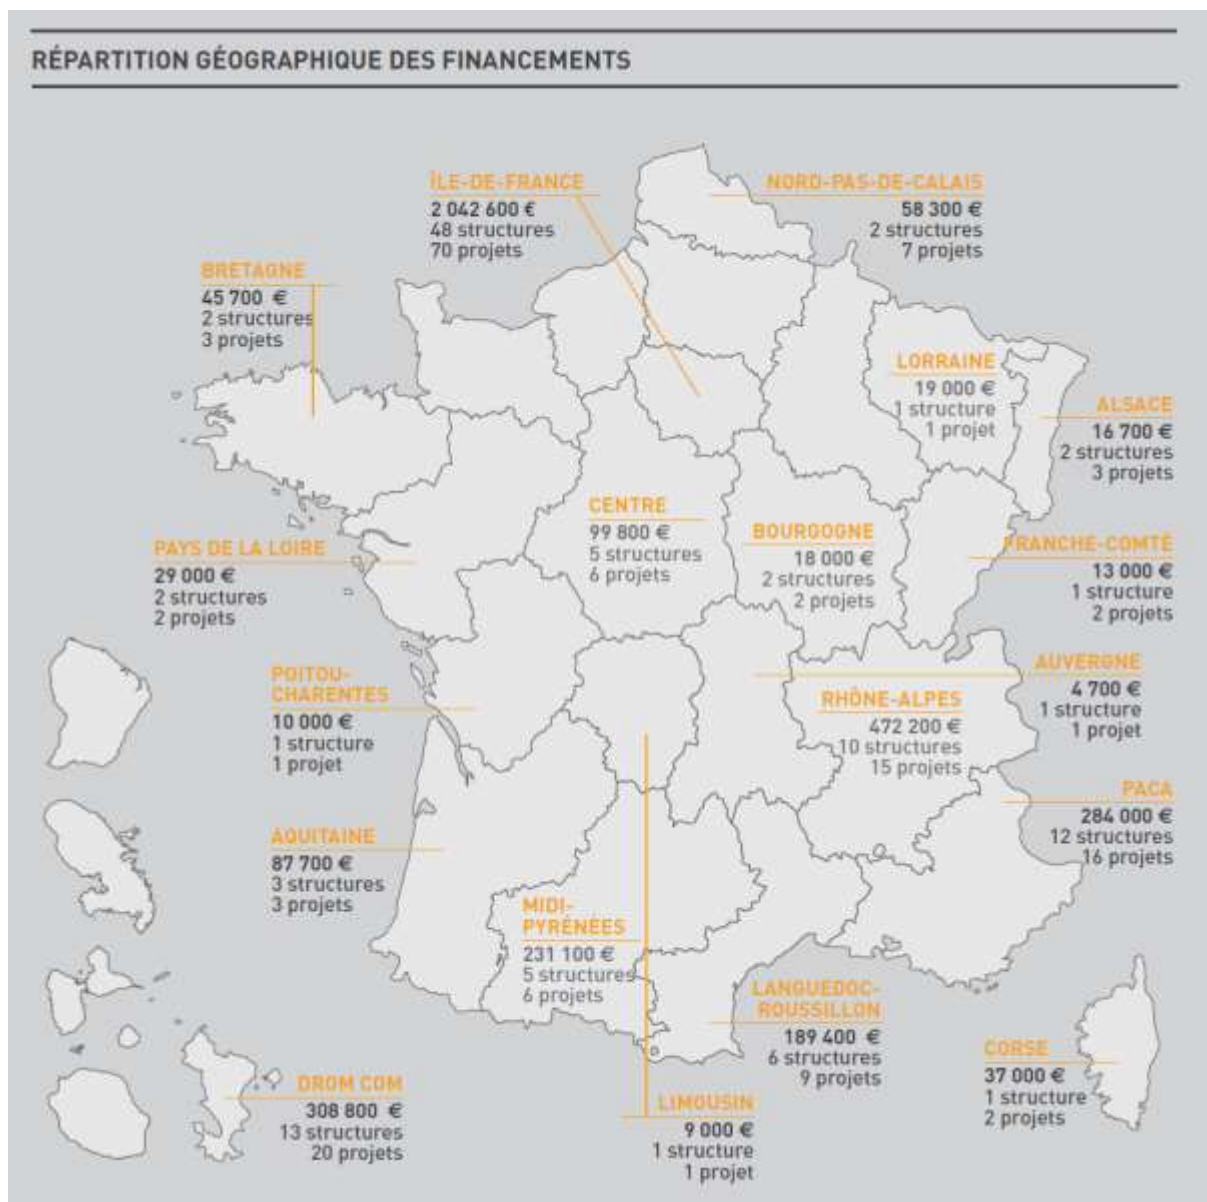 RÉPARTITION GÉOGRAPHIQUE DES FINANCEMENTS
ÎLE-DE-FRANCE
2 042 600 €
48 structures
70 projets
NORD-PAS-DE-CALAIS
58 300 €
2 structures
7 projets
BRETAGNE
45 700 €
2 structures
3 projets
LORRAINE
19 000 €
1 structure
1 projet
ALSACE
16 700 €
2 structures
3 projets
CENTRE
99 800 €
5 structures
6 projets
BOURGOGNE
18 000 €
2 structures
2 projets
FRANCHE-COMTÉ
13 000 €
1 structure
2 projets
PAYS DE LA LOIRE
29 000 €
2 structures
2 projets
POITOU-
CHARENTES
10 000 €
1 structure
1 projet
AUVERGNE
4 700 €
1 structure
1 projet
RHÔNE-ALPES
472 200 €
10 structures
15 projets
PACA
284 000 €
12 structures
16 projets
AQUITAINE
87 700 €
3 structures
3 projets
MIDI-
PYRÉNÉES
231 100 €
5 structures
6 projets
LANGUEDOC-
ROUSSILLON
189 400 €
6 structures
9 projets
CORSE
37 000 €
1 structure
2 projets
DROM COM
308 800 €
13 structures
20 projets
LIMOUSIN
9 000 €
1 structure
1 projet